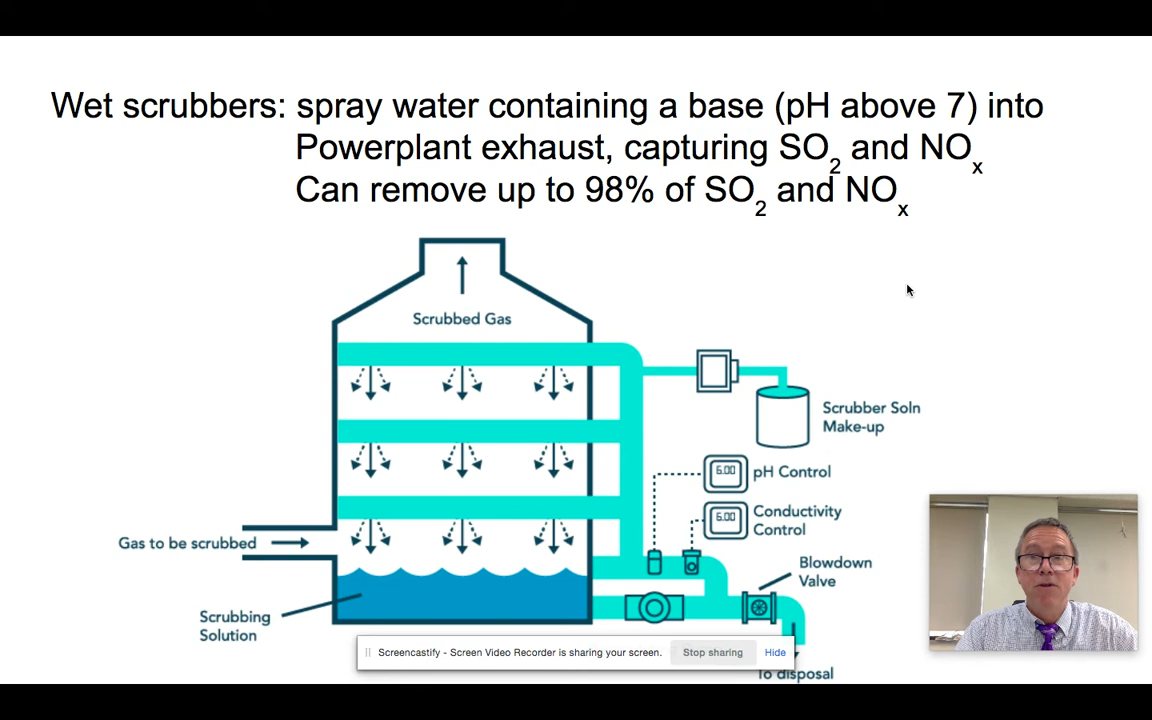 Wet scrubbers: spray water containing a base (pH above 7) into
Powerplant exhaust, capturing SO2 and NOx
Can remove up to 98% of SO2 and NOx
Scrubbed Gas
Scrubber Soln
Make-up
6.00
pH Control
6.00
Conductivity
Control
Gas to be scrubbed
Blowdown
Valve
Scrubbing
Solution
Screencastify - Screen Video Recorder is sharing your screen. Stop sharing Hide
To disposal